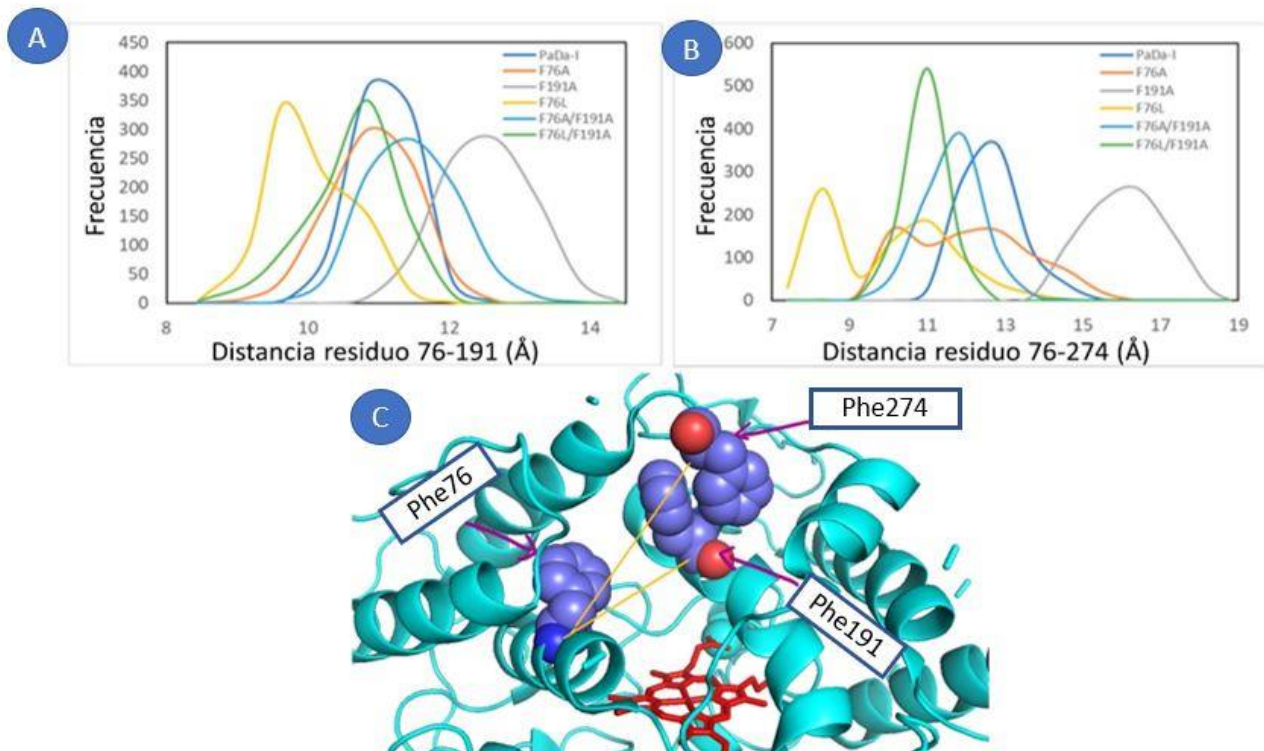 A
450
400
350
300
250
200
150
100
50
0
Frecuencia
PaDa-I
F76A
F191A
F76L
F76A/F191A
F76L/F191A
8
10
12
14
Distancia residuo 76-191 (Å)
B
600
500
400
300
200
100
0
Frecuencia
PaDa-I
F76A
F191A
F76L
F76A/F191A
F76L/F191A
7
9
11
13
15
17
19
Distancia residuo 76-274 (Å)
C
Phe274
Phe76
Phe191